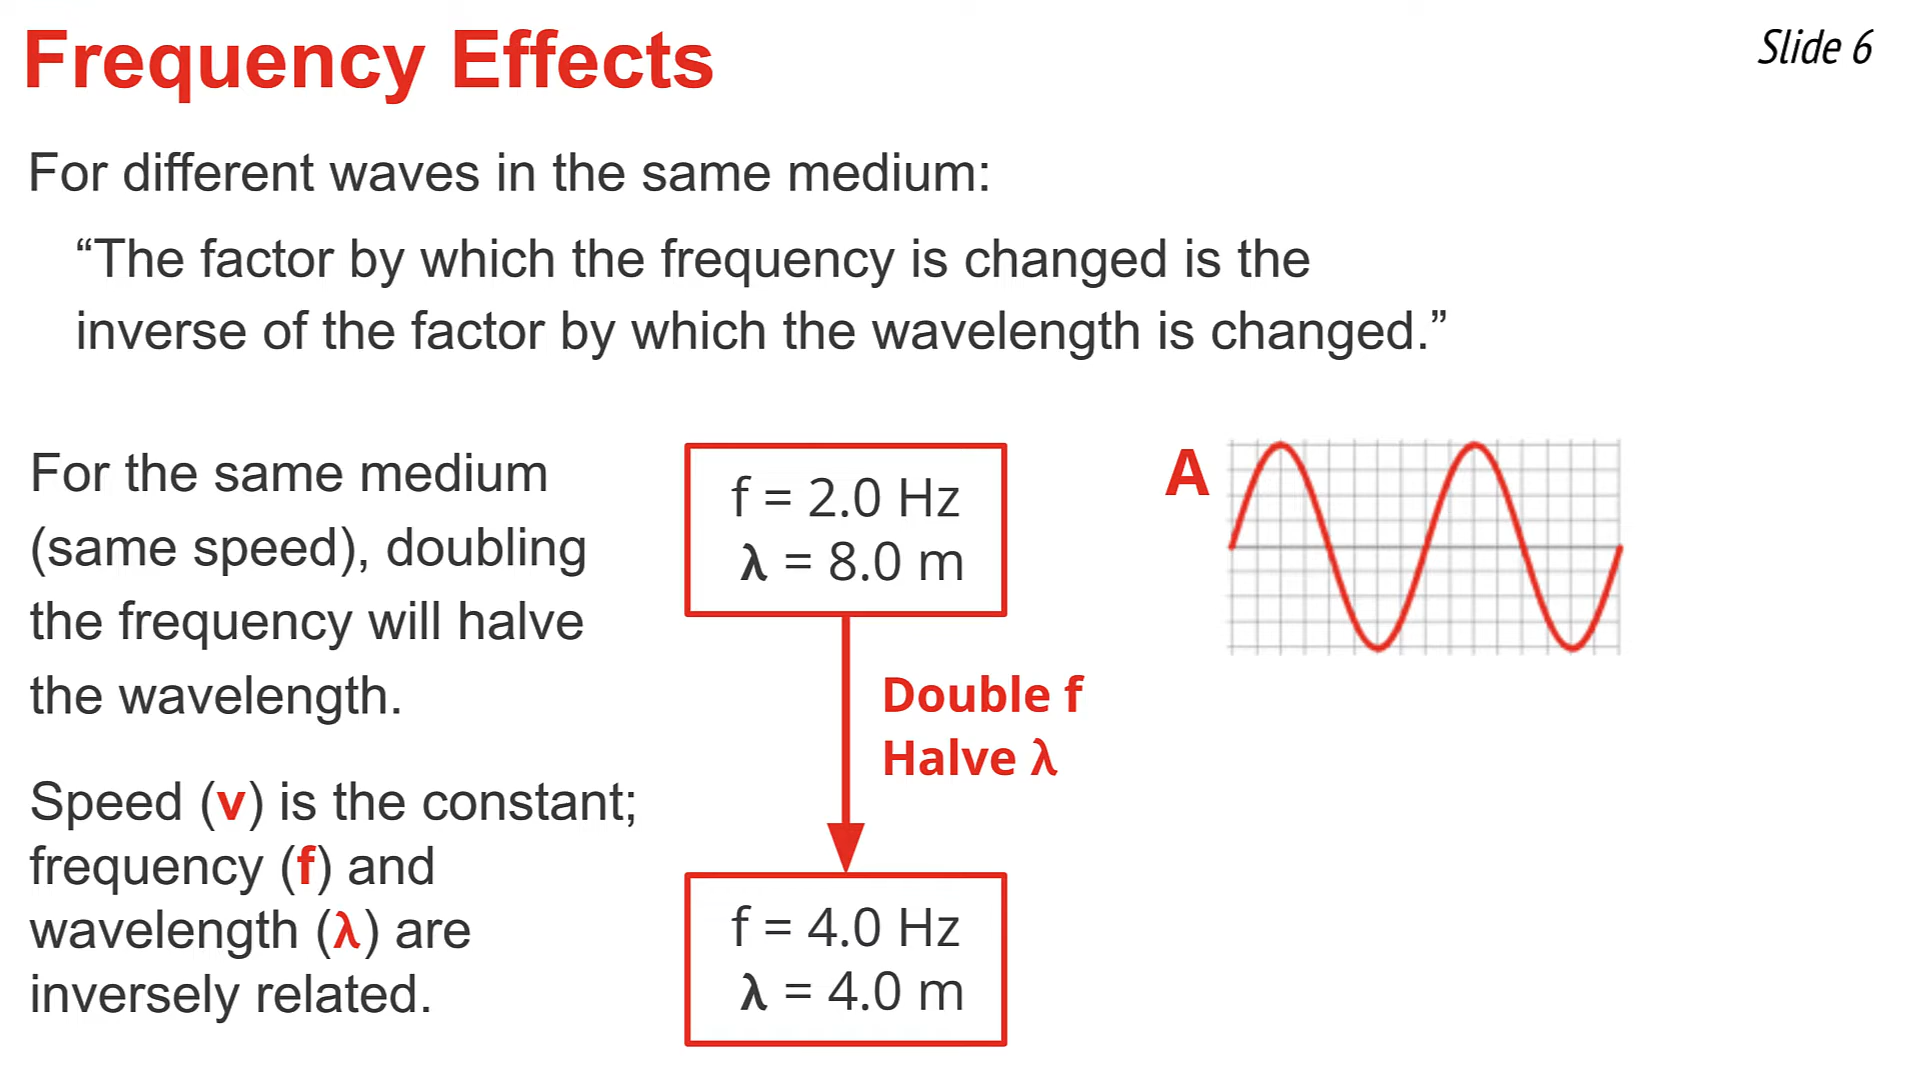 Frequency Effects
Slide 6
For different waves in the same medium:
“The factor by which the frequency is changed is the
inverse of the factor by which the wavelength is changed.”
For the same medium
(same speed), doubling
the frequency will halve
the wavelength.
Speed (v) is the constant;
frequency (f) and
wavelength (λ) are
inversely related.
f = 2.0 Hz
λ = 8.0 m
Double f
Halve λ
f = 4.0 Hz
λ = 4.0 m
A